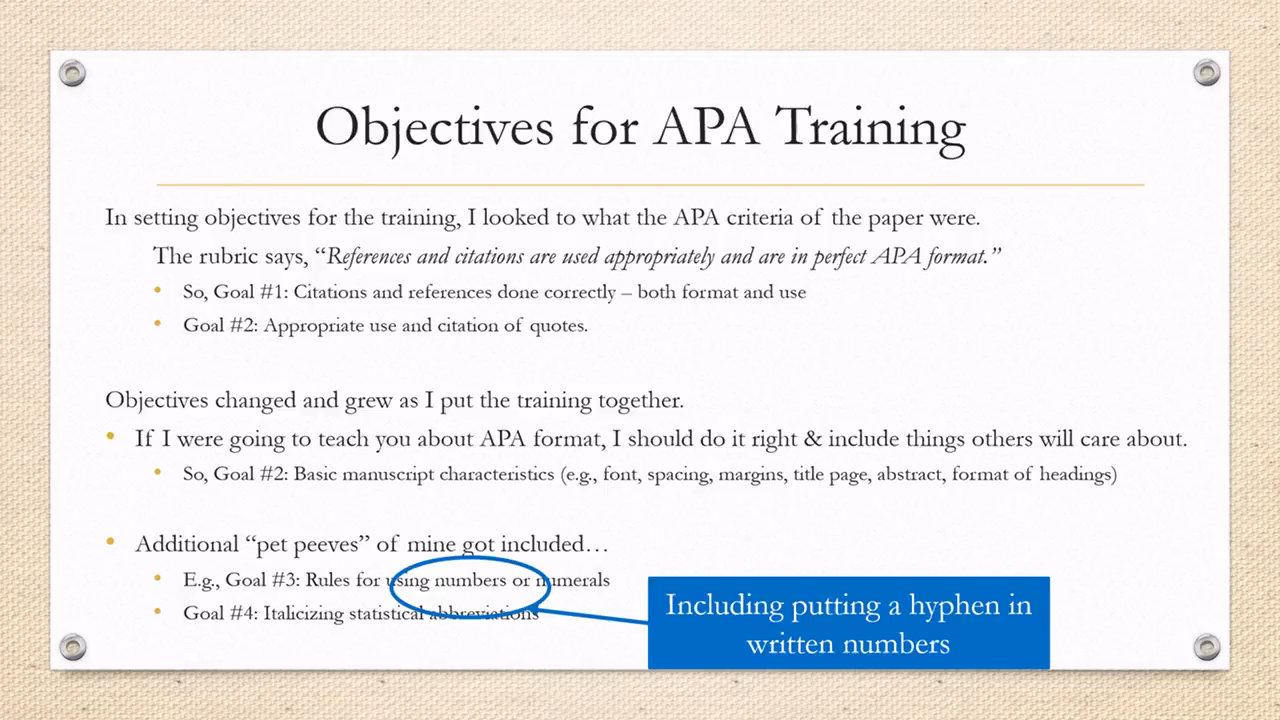 Objectives for APA Training
In setting objectives for the training, I looked to what the APA criteria of the paper were.
The rubric says, “References and citations are used appropriately and are in perfect APA format.”
• So, Goal #1: Citations and references done correctly – both format and use
• Goal #2: Appropriate use and citation of quotes.
Objectives changed and grew as I put the training together.
• If I were going to teach you about APA format, I should do it right & include things others will care about.
• So, Goal #2: Basic manuscript characteristics (e.g., font, spacing, margins, title page, abstract, format of headings)
• Additional “pet peeves” of mine got included…
• E.g., Goal #3: Rules for using numbers or numerals
• Goal #4: Italicizing statistical abbreviations
Including putting a hyphen in
written numbers